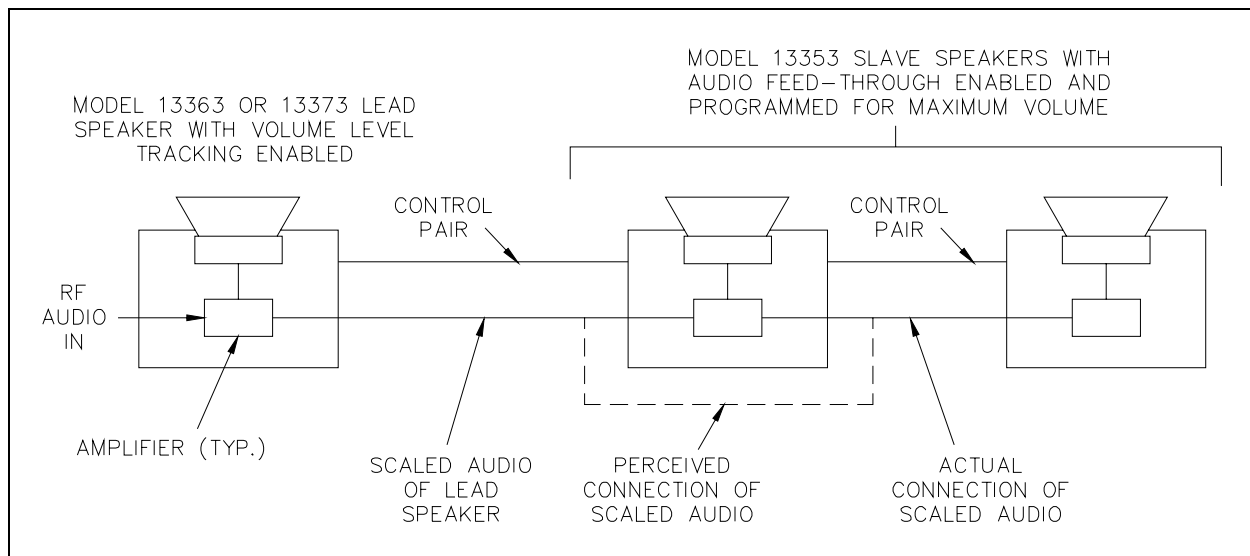 MODEL 13353 SLAVE SPEAKERS WITH
AUDIO FEED-THROUGH ENABLED AND
PROGRAMMED FOR MAXIMUM VOLUME
MODEL 13363 OR 13373 LEAD
SPEAKER WITH VOLUME LEVEL
TRACKING ENABLED
CONTROL
PAIR
CONTROL
PAIR
RF
AUDIO
IN
AMPLIFIER (TYP.)
SCALED AUDIO
OF LEAD
SPEAKER
PERCEIVED
CONNECTION OF
SCALED AUDIO
ACTUAL
CONNECTION OF
SCALED AUDIO